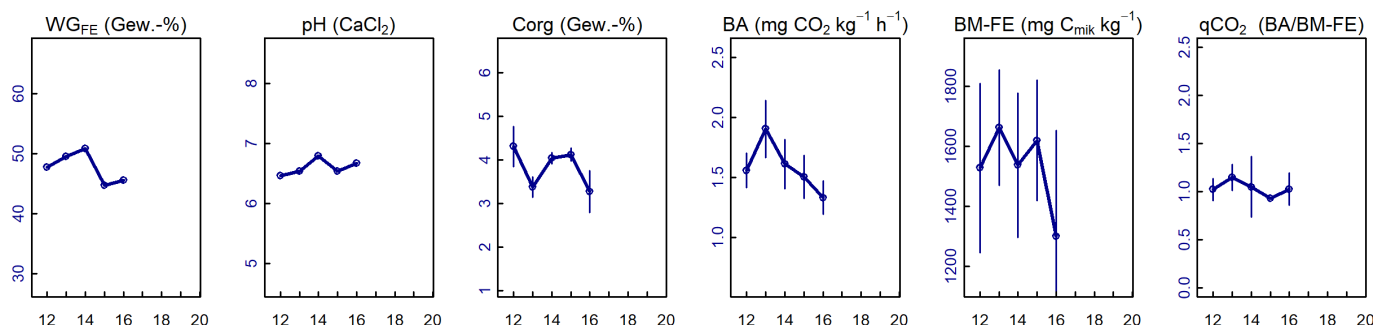 WG_FE (Gew.-%)
60
50
40
30
12 14 16 18 20
pH (CaCl₂)
8
7
6
5
12 14 16 18 20
Corg (Gew.-%)
6
5
4
3
2
1
12 14 16 18 20
BA (mg CO₂ kg⁻¹ h⁻¹)
2.5
2.0
1.5
1.0
12 14 16 18 20
BM-FE (mg C_mik kg⁻¹)
1800
1600
1400
1200
12 14 16 18 20
qCO₂ (BA/BM-FE)
2.5
2.0
1.5
1.0
0.5
0.0
12 14 16 18 20